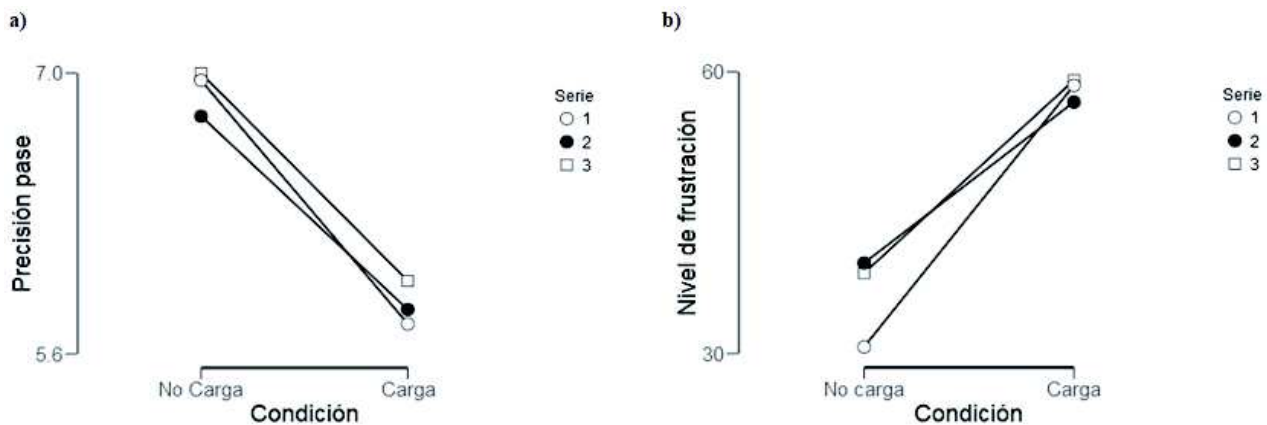 a)
7.0
5.6
Precisión pase
No Carga
Carga
Condición
Serie
1
2
3
b)
60
30
Nivel de frustración
No carga
Carga
Condición
Serie
1
2
3